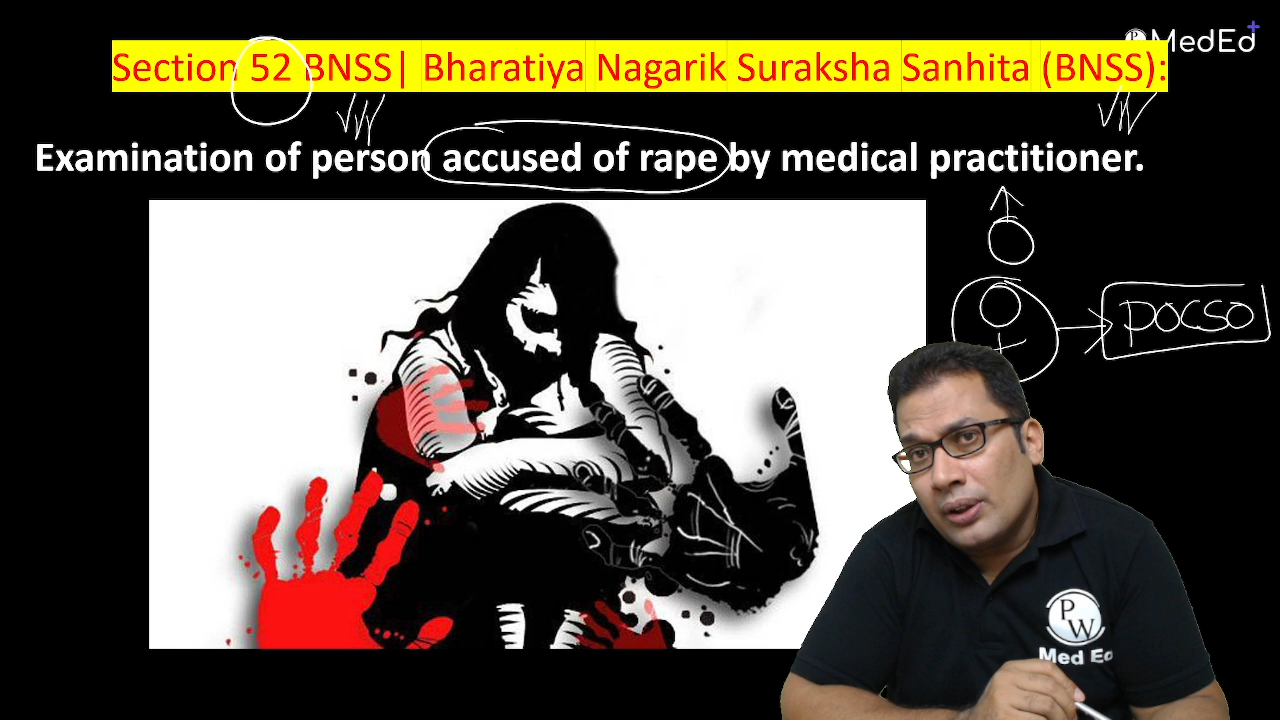 MedEd+
Section 52 BNSS| Bharatiya Nagarik Suraksha Sanhita (BNSS):
Examination of person accused of rape by medical practitioner.
POCSO
PW
Med Ed